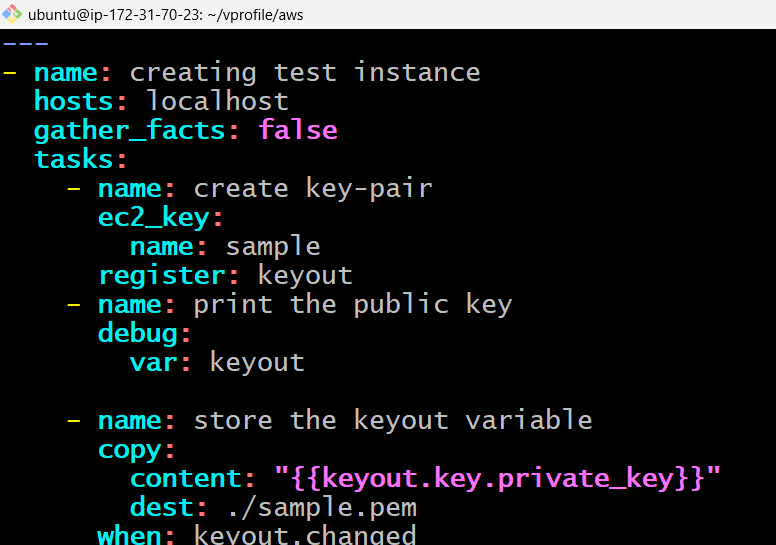 ubuntu@ip-172-31-70-23: ~/vprofile/aws
---
- name: creating test instance
  hosts: localhost
  gather_facts: false
  tasks:
    - name: create key-pair
      ec2_key:
        name: sample
      register: keyout
    - name: print the public key
      debug:
        var: keyout

    - name: store the keyout variable
      copy:
        content: "{{keyout.key.private_key}}"
        dest: ./sample.pem
      when: keyout.changed